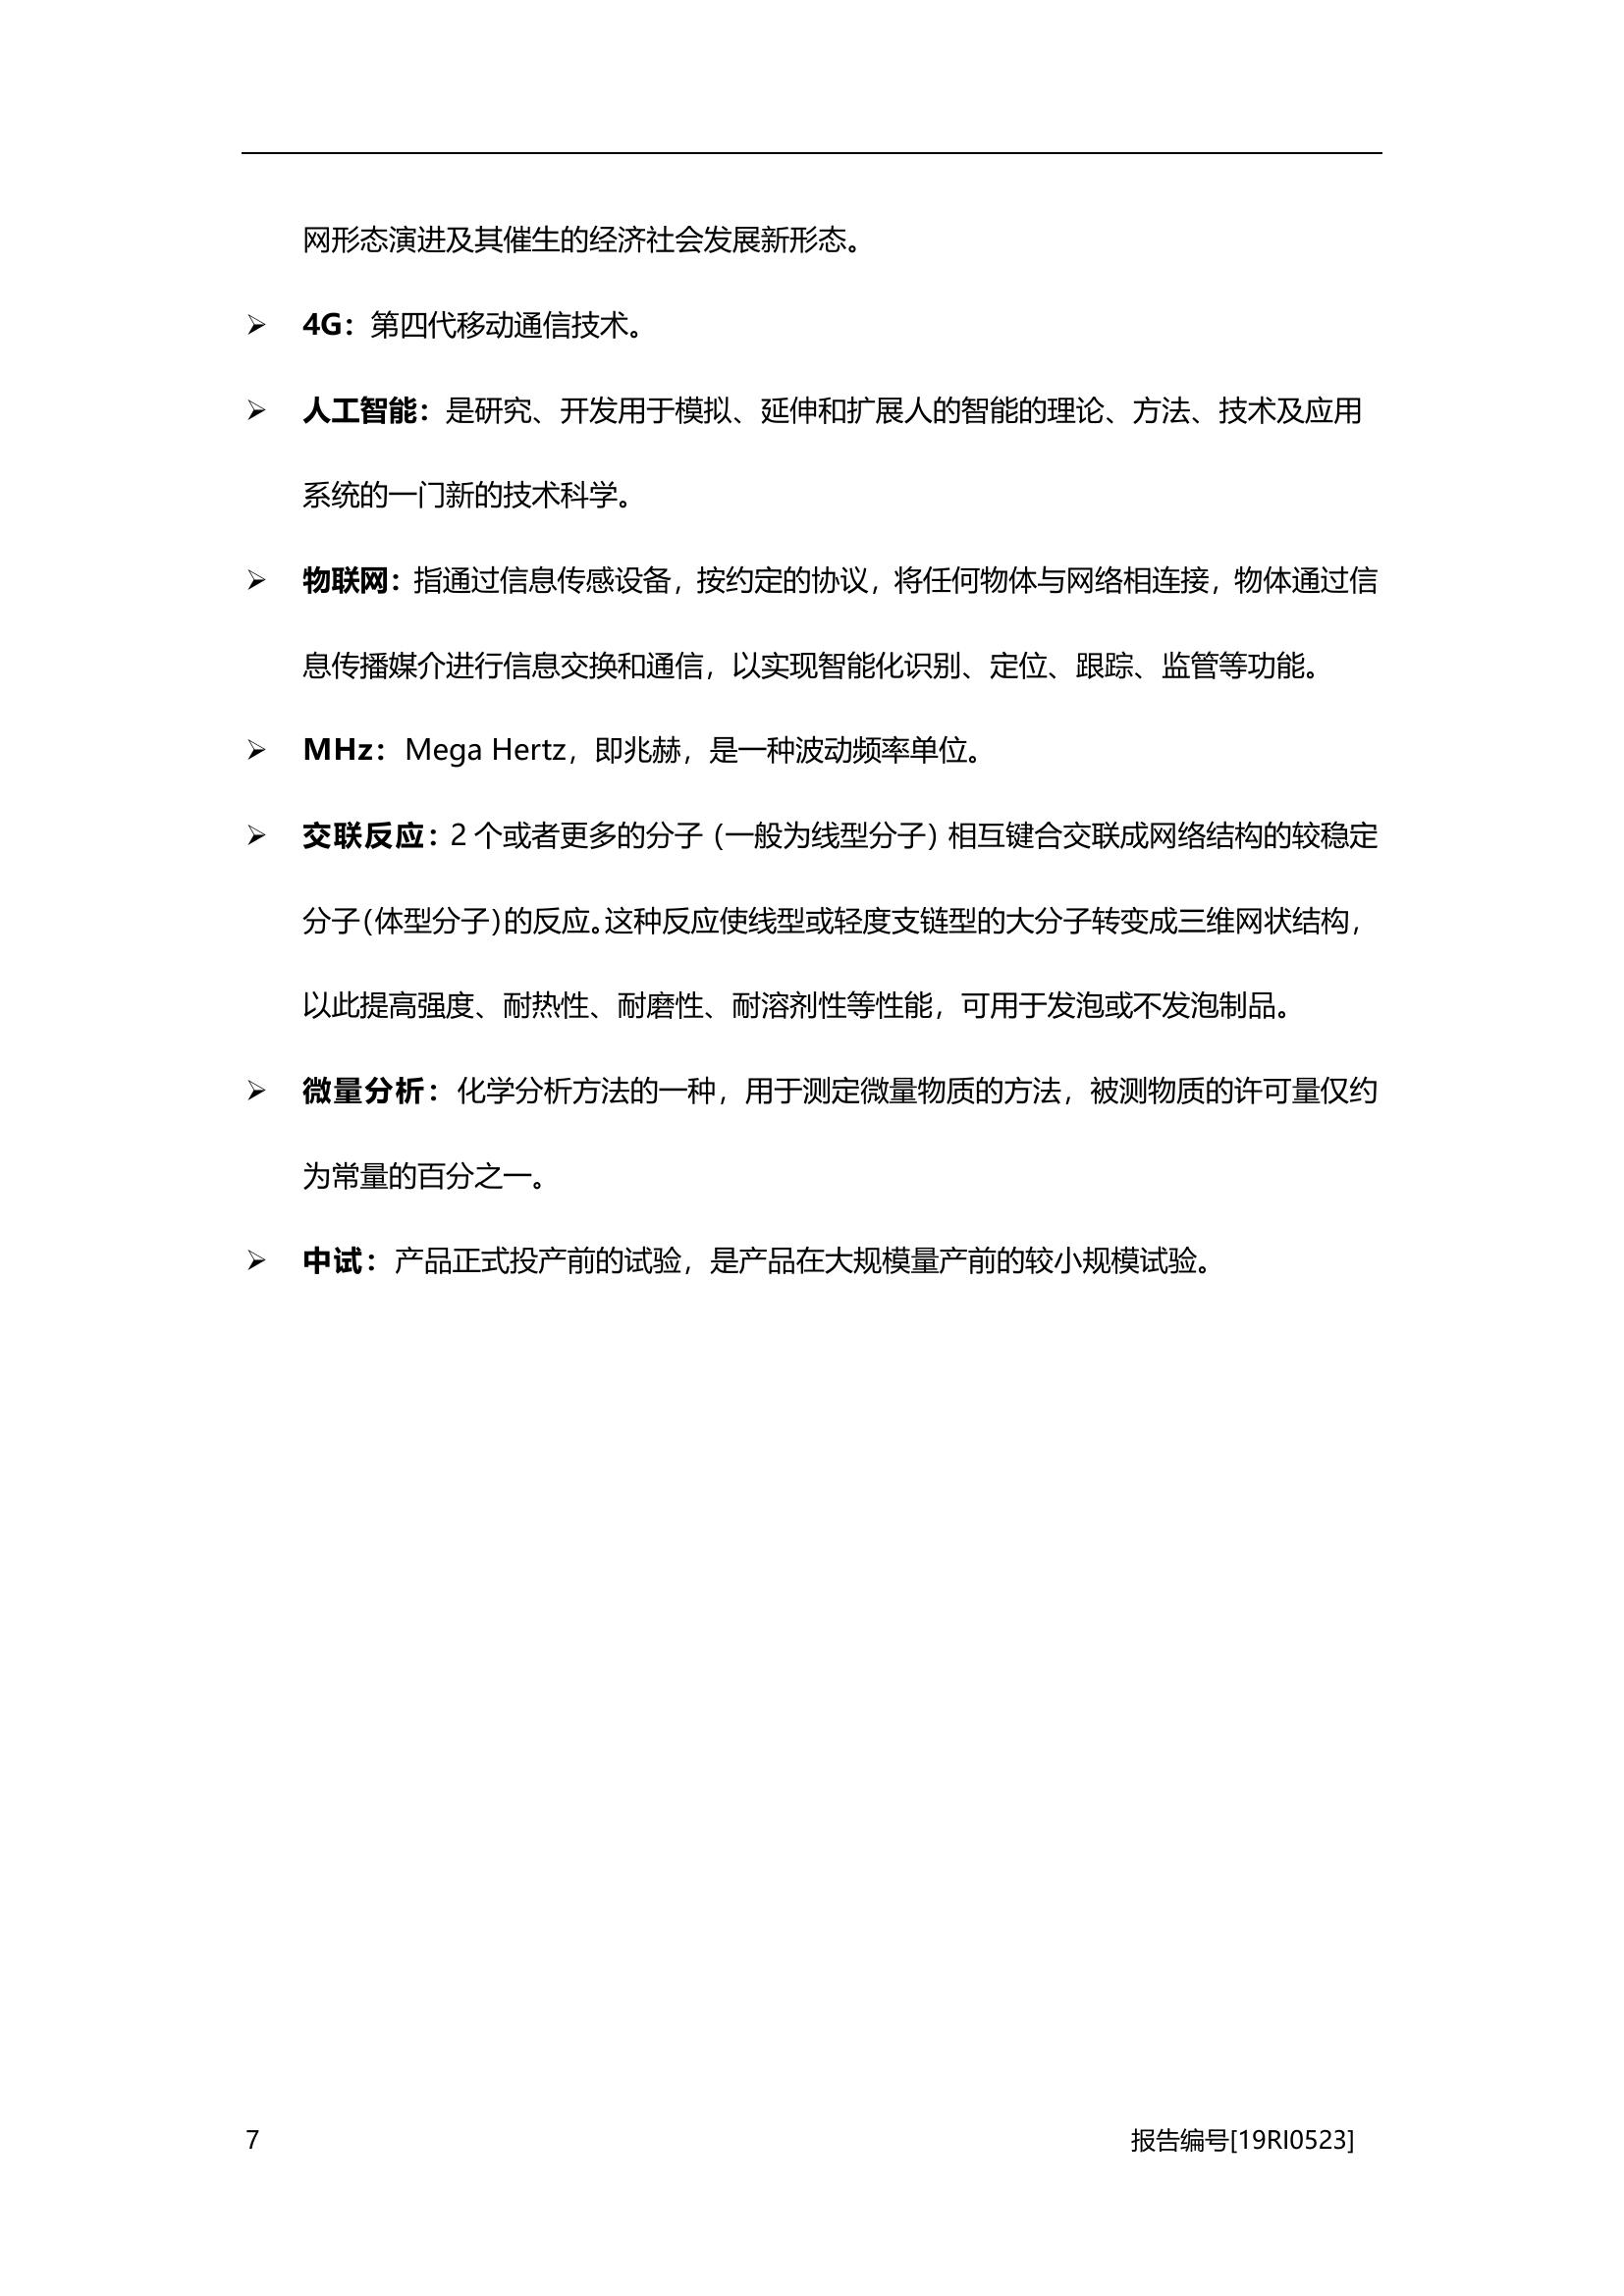 网形态演进及其催生的经济社会发展新形态。
➢ 4G：第四代移动通信技术。
➢ 人工智能：是研究、开发用于模拟、延伸和扩展人的智能的理论、方法、技术及应用
系统的一门新的技术科学。
➢ 物联网：指通过信息传感设备，按约定的协议，将任何物体与网络相连接，物体通过信
息传播媒介进行信息交换和通信，以实现智能化识别、定位、跟踪、监管等功能。
➢ MHz：Mega Hertz，即兆赫，是一种波动频率单位。
➢ 交联反应：2 个或者更多的分子（一般为线型分子）相互键合交联成网络结构的较稳定
分子（体型分子）的反应。这种反应使线型或轻度支链型的大分子转变成三维网状结构，
以此提高强度、耐热性、耐磨性、耐溶剂性等性能，可用于发泡或不发泡制品。
➢ 微量分析：化学分析方法的一种，用于测定微量物质的方法，被测物质的许可量仅约
为常量的百分之一。
➢ 中试：产品正式投产前的试验，是产品在大规模量产前的较小规模试验。
7 报告编号[19RI0523]